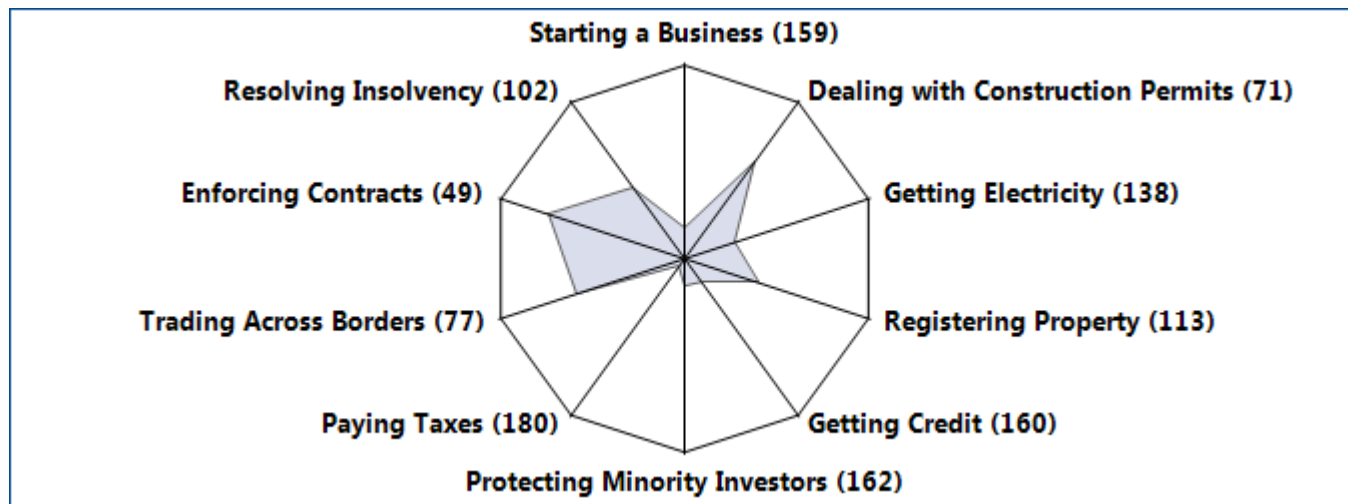 Starting a Business (159)
Resolving Insolvency (102)
Dealing with Construction Permits (71)
Enforcing Contracts (49)
Getting Electricity (138)
Trading Across Borders (77)
Registering Property (113)
Paying Taxes (180)
Getting Credit (160)
Protecting Minority Investors (162)